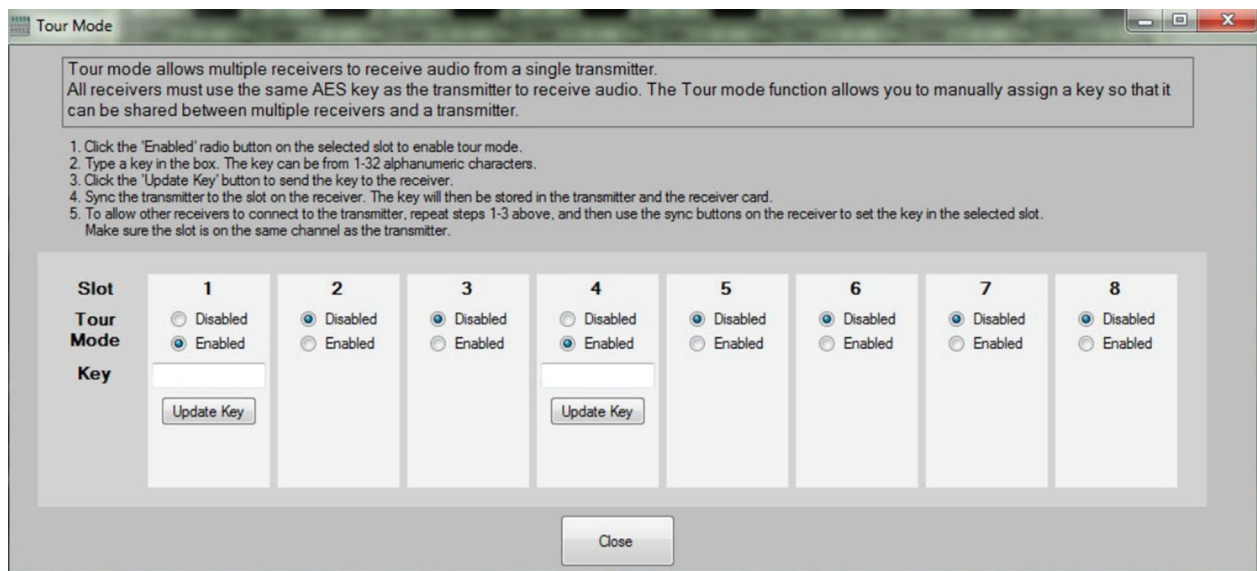 Tour Mode
Tour mode allows multiple receivers to receive audio from a single transmitter.
All receivers must use the same AES key as the transmitter to receive audio. The Tour mode function allows you to manually assign a key so that it
can be shared between multiple receivers and a transmitter.
1. Click the 'Enabled' radio button on the selected slot to enable tour mode.
2. Type a key in the box. The key can be from 1-32 alphanumeric characters.
3. Click the 'Update Key' button to send the key to the receiver.
4. Sync the transmitter to the slot on the receiver. The key will then be stored in the transmitter and the receiver card.
5. To allow other receivers to connect to the transmitter, repeat steps 1-3 above, and then use the sync buttons on the receiver to set the key in the selected slot.
Make sure the slot is on the same channel as the transmitter.
Slot 1 2 3 4 5 6 7 8
Tour Mode
Disabled Disabled Disabled Disabled Disabled Disabled Disabled Disabled
Enabled Enabled Enabled Enabled Enabled Enabled Enabled Enabled
Key
Update Key Update Key
Close